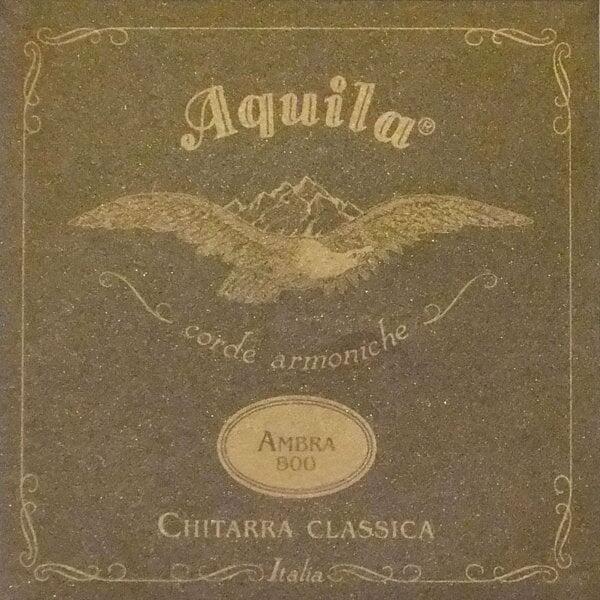 Aquila®
corde armoniche
AMBRA
800
CHITARRA CLASSICA
Italia